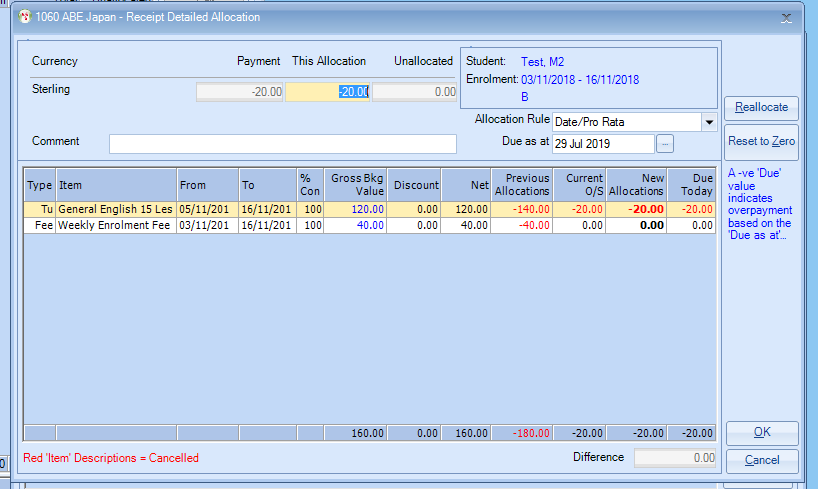 1060 ABE Japan - Receipt Detailed Allocation
Currency Payment This Allocation Unallocated
Sterling -20.00 -20.00 0.00
Comment
Student: Test, M2
Enrolment: 03/11/2018 - 16/11/2018
B
Allocation Rule Date/Pro Rata
Due as at 29 Jul 2019 ...
Reallocate
Reset to Zero
A -ve 'Due'
value
indicates
overpayment
based on the
'Due as at'...
Type Item From To % Con Gross Bkg Value Discount Net Previous Allocations Current O/S New Allocations Due Today
Tu General English 15 Les 05/11/201 16/11/201 100 120.00 0.00 120.00 -140.00 -20.00 -20.00 -20.00
Fee Weekly Enrolment Fee 03/11/201 16/11/201 100 40.00 0.00 40.00 -40.00 0.00 0.00 0.00
160.00 0.00 160.00 -180.00 -20.00 -20.00 -20.00
Red 'Item' Descriptions = Cancelled
Difference 0.00
OK
Cancel